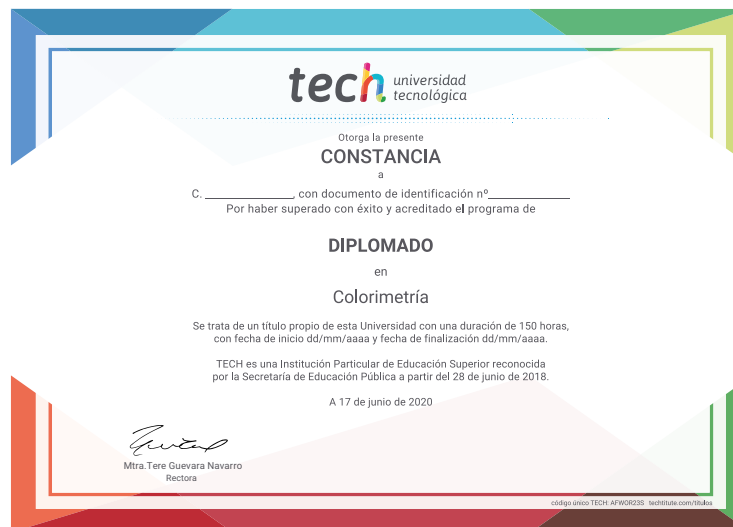 tech universidad
tecnológica
Otorga la presente
CONSTANCIA
a
C. ______________, con documento de identificación nº______________
Por haber superado con éxito y acreditado el programa de
DIPLOMADO
en
Colorimetría
Se trata de un título propio de esta Universidad con una duración de 150 horas,
con fecha de inicio dd/mm/aaaa y fecha de finalización dd/mm/aaaa.
TECH es una Institución Particular de Educación Superior reconocida
por la Secretaría de Educación Pública a partir del 28 de junio de 2018.
A 17 de junio de 2020
Mtra.Tere Guevara Navarro
Rectora
código único TECH: AFWOR23S techtitute.com/titulos